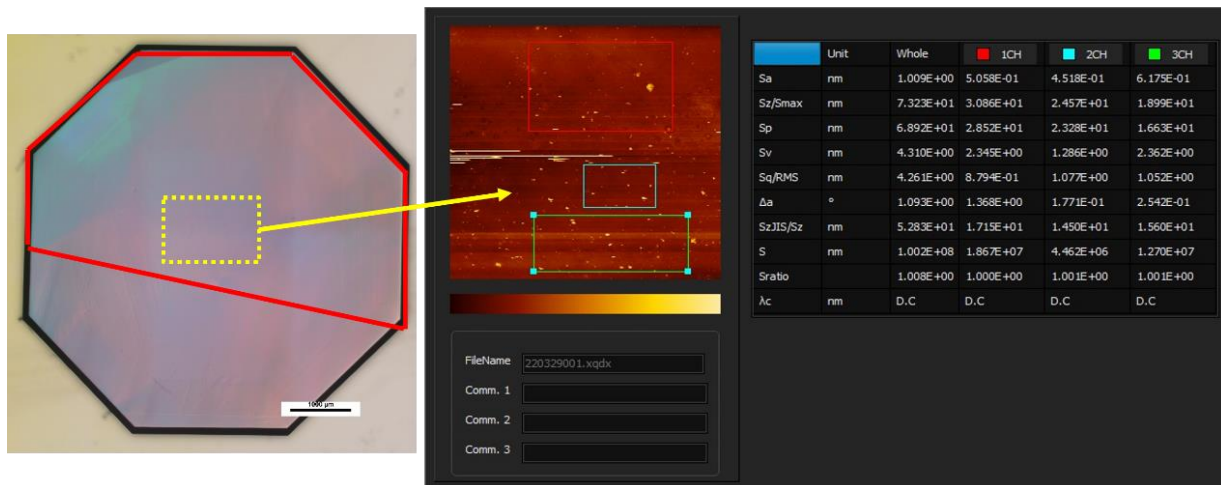 1000 µm
Unit Whole 1CH 2CH 3CH
Sa nm 1.009E+00 5.058E-01 4.518E-01 6.175E-01
Sz/Smax nm 7.323E+01 3.086E+01 2.457E+01 1.899E+01
Sp nm 6.892E+01 2.852E+01 2.328E+01 1.663E+01
Sv nm 4.310E+00 2.345E+00 1.286E+00 2.362E+00
Sq/RMS nm 4.261E+00 8.794E-01 1.077E+00 1.052E+00
Δa ° 1.093E+00 1.368E+00 1.771E-01 2.542E-01
SzJIS/Sz nm 5.283E+01 1.715E+01 1.450E+01 1.560E+01
S 1.002E+08 1.867E+07 4.462E+06 1.270E+07
Sratio 1.008E+00 1.000E+00 1.001E+00 1.001E+00
λc nm D.C D.C D.C D.C
FileName 220329001.xqdx
Comm. 1
Comm. 2
Comm. 3